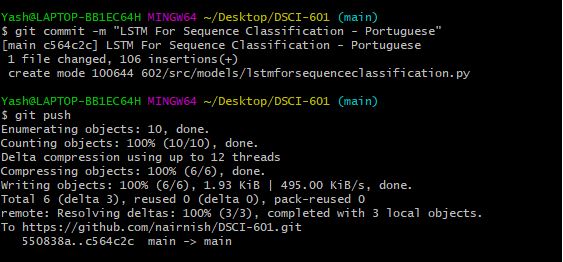 Yash@LAPTOP-BB1EC64H MINGW64 ~/Desktop/DSCI-601 (main)
$ git commit -m "LSTM For Sequence Classification - Portuguese"
[main c564c2c] LSTM For Sequence Classification - Portuguese
 1 file changed, 106 insertions(+)
 create mode 100644 602/src/models/lstmforsequenceclassification.py
Yash@LAPTOP-BB1EC64H MINGW64 ~/Desktop/DSCI-601 (main)
$ git push
Enumerating objects: 10, done.
Counting objects: 100% (10/10), done.
Delta compression using up to 12 threads
Compressing objects: 100% (6/6), done.
Writing objects: 100% (6/6), 1.93 KiB | 495.00 KiB/s, done.
Total 6 (delta 3), reused 0 (delta 0), pack-reused 0
remote: Resolving deltas: 100% (3/3), completed with 3 local objects.
To https://github.com/nairnish/DSCI-601.git
   550838a..c564c2c  main -> main